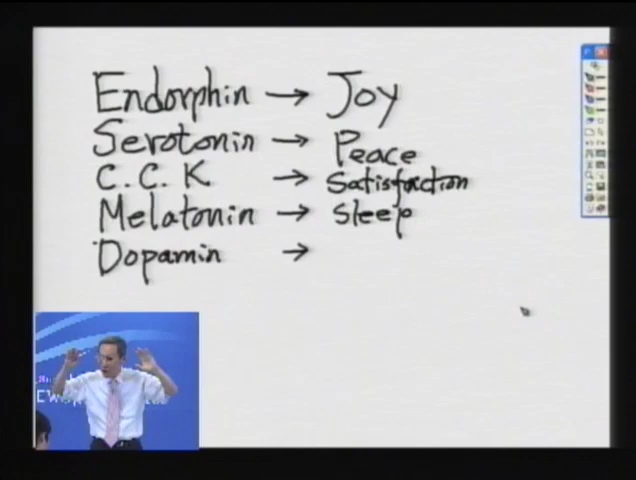 Endorphin → Joy
Serotonin → Peace
C.C.K → Satisfaction
Melatonin → Sleep
Dopamin →